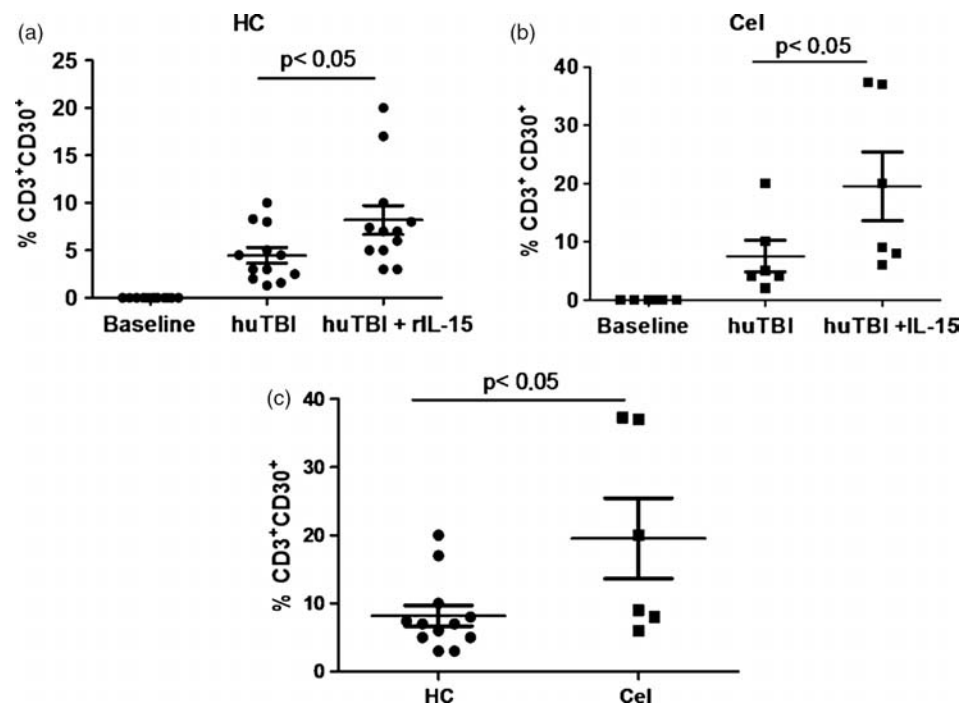 (a)
HC
p< 0.05
% CD3⁺CD30⁺
25
20
15
10
5
0
Baseline huTBI huTBI + rIL-15
(b)
Cel
p< 0.05
% CD3⁺ CD30⁺
40
30
20
10
0
Baseline huTBI huTBI +IL-15
(c)
p< 0.05
% CD3⁺CD30⁺
40
30
20
10
0
HC Cel